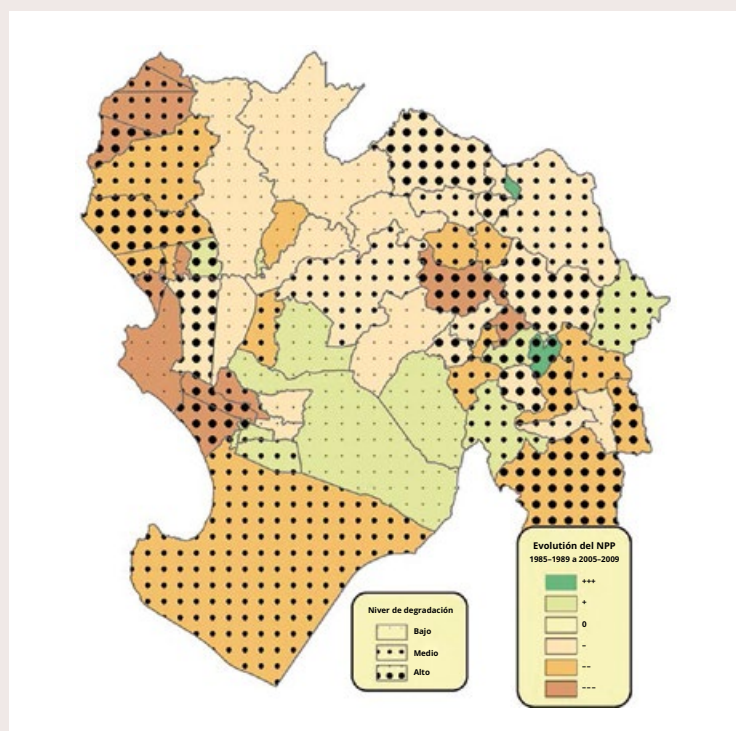 Evolutión del NPP
1985–1989 a 2005–2009
+++
+
0
-
--
---
Niver de degradación
Bajo
Medio
Alto